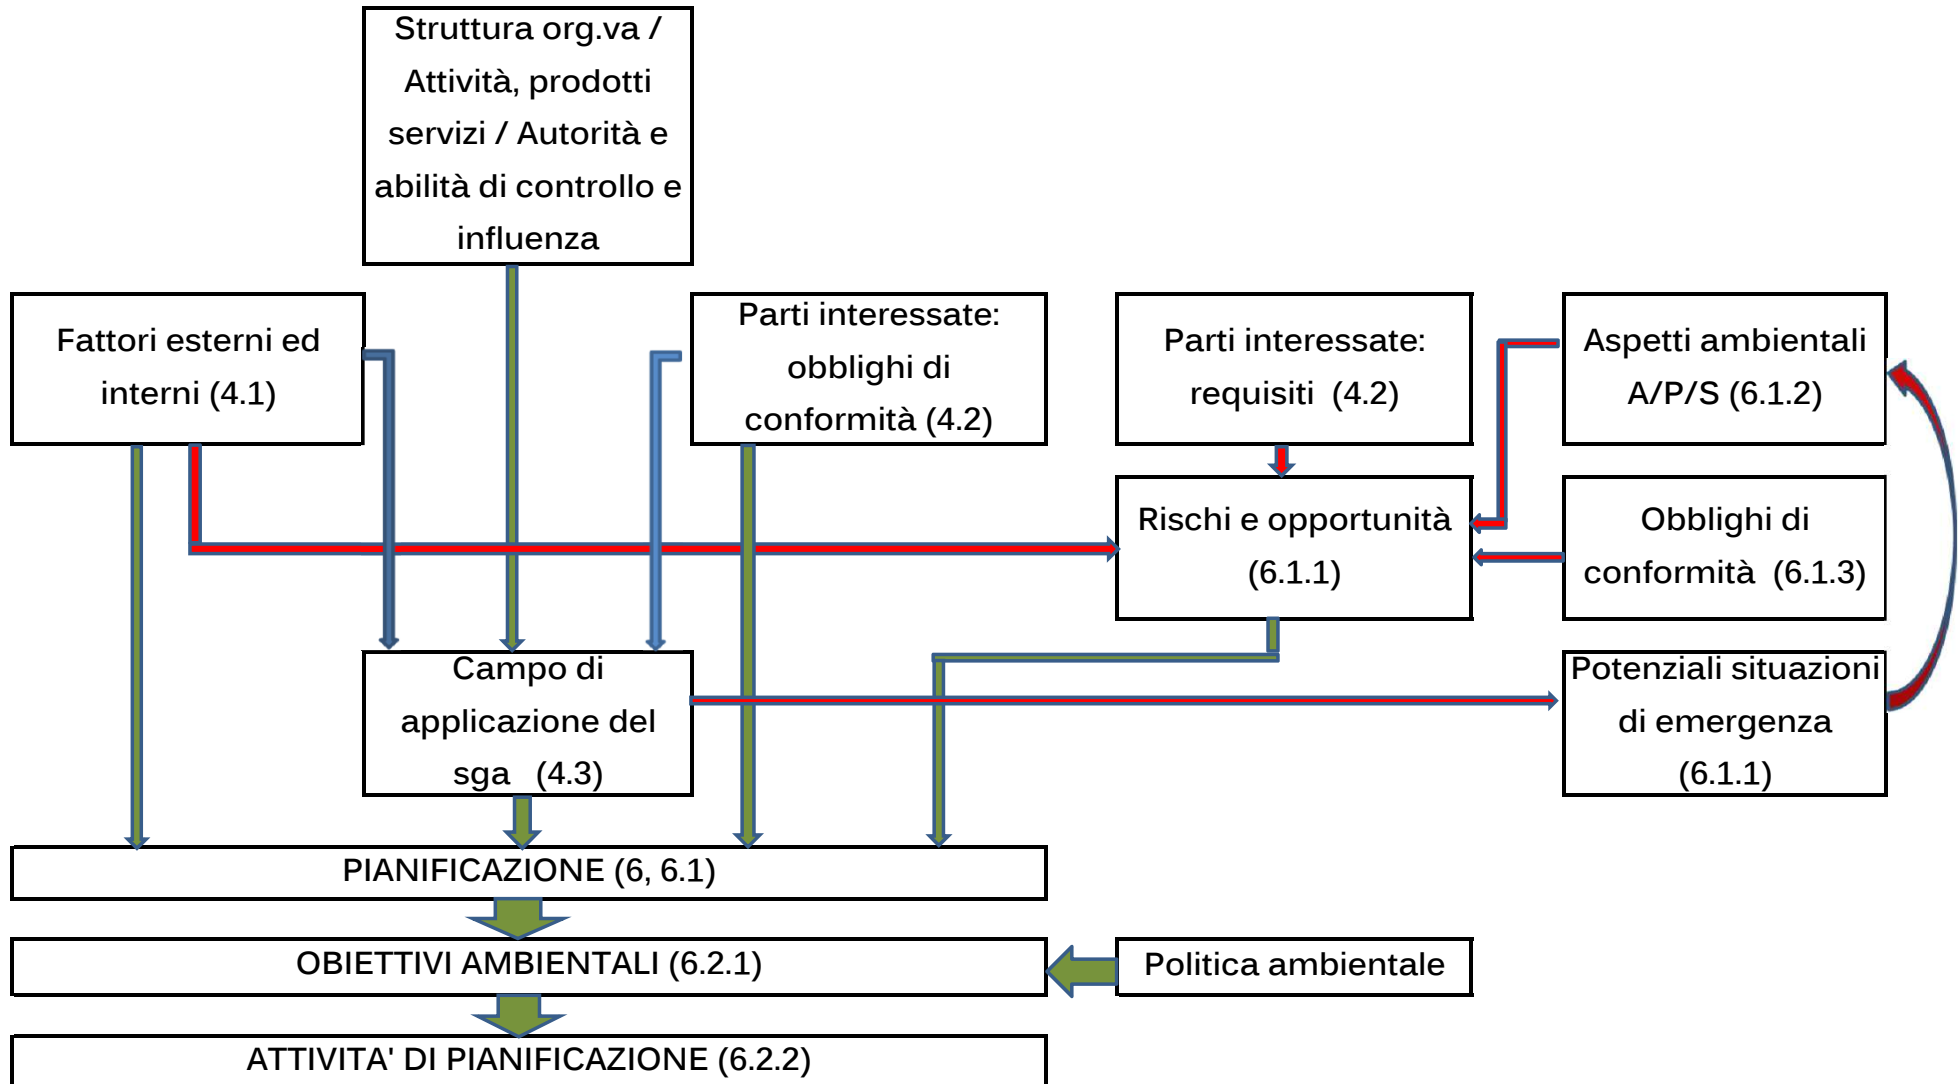 Struttura org.va /
Attività, prodotti
servizi / Autorità e
abilità di controllo e
influenza
Fattori esterni ed
interni (4.1)
Parti interessate:
obblighi di
conformità (4.2)
Parti interessate:
requisiti (4.2)
Aspetti ambientali
A/P/S (6.1.2)
Rischi e opportunità
(6.1.1)
Obblighi di
conformità (6.1.3)
Campo di
applicazione del
sga (4.3)
Potenziali situazioni
di emergenza
(6.1.1)
PIANIFICAZIONE (6, 6.1)
OBIETTIVI AMBIENTALI (6.2.1)
Politica ambientale
ATTIVITA' DI PIANIFICAZIONE (6.2.2)